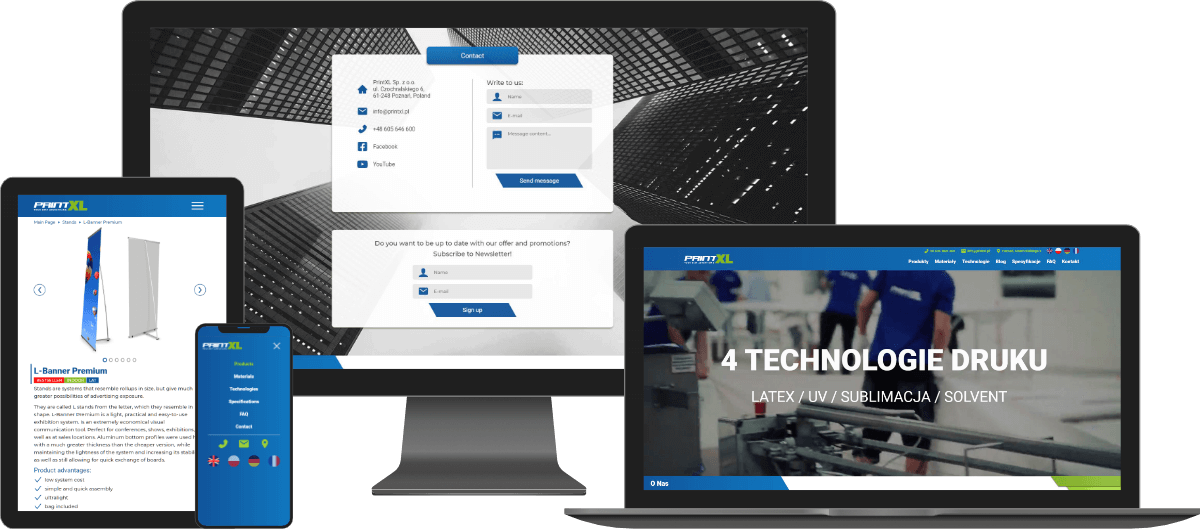 Contact
PrintXL Sp. z o.o.
ul. Czochralskiego 6,
61-248 Poznań, Poland
info@printxl.pl
+48 605 646 600
Facebook
YouTube
Write to us:
Name
E-mail
Message content...
Send message
Do you want to be up to date with our offer and promotions?
Subscribe to Newsletter!
Name
E-mail
Sign up
PRINTXL
Main Page • Stands • L-Banner Premium
L-Banner Premium
BESTSELLER INDOOR LAT
Stands are systems that resemble rollups in size, but give much
greater possibilities of advertising exposure.
They are called L stands from the letter, which they resemble in
shape. L-Banner Premium is a light, practical and easy-to-use
exhibition system. is an extremely economical visual
communication tool. Perfect for conferences, shows, exhibitions,
well as at sales locations. Aluminum bottom profiles were used
with a much greater thickness than the cheaper version, while
maintaining the lightness of the system and increasing its
as well as still allowing for quick exchange of boards.
Product advantages:
low system cost
simple and quick assembly
ultralight
bag included
PRINTXL
Products
Materials
Technologies
Specifications
FAQ
Contact
PRINTXL
Produkty Materiały Technologie Blog Specyfikacje FAQ Kontakt
4 TECHNOLOGIE DRUKU
LATEX / UV / SUBLIMACJA / SOLVENT
O Nas